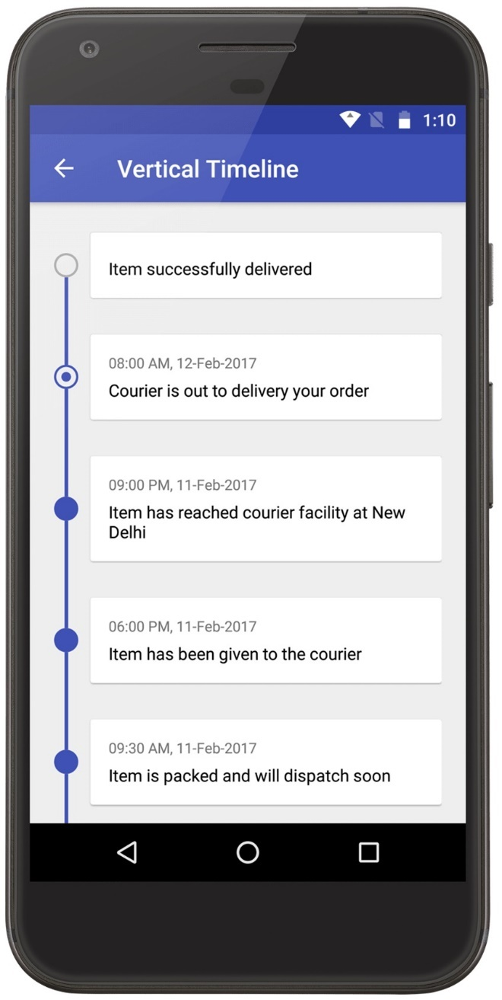 1:10
Vertical Timeline
Item successfully delivered
08:00 AM, 12-Feb-2017
Courier is out to delivery your order
09:00 PM, 11-Feb-2017
Item has reached courier facility at New
Delhi
06:00 PM, 11-Feb-2017
Item has been given to the courier
09:30 AM, 11-Feb-2017
Item is packed and will dispatch soon